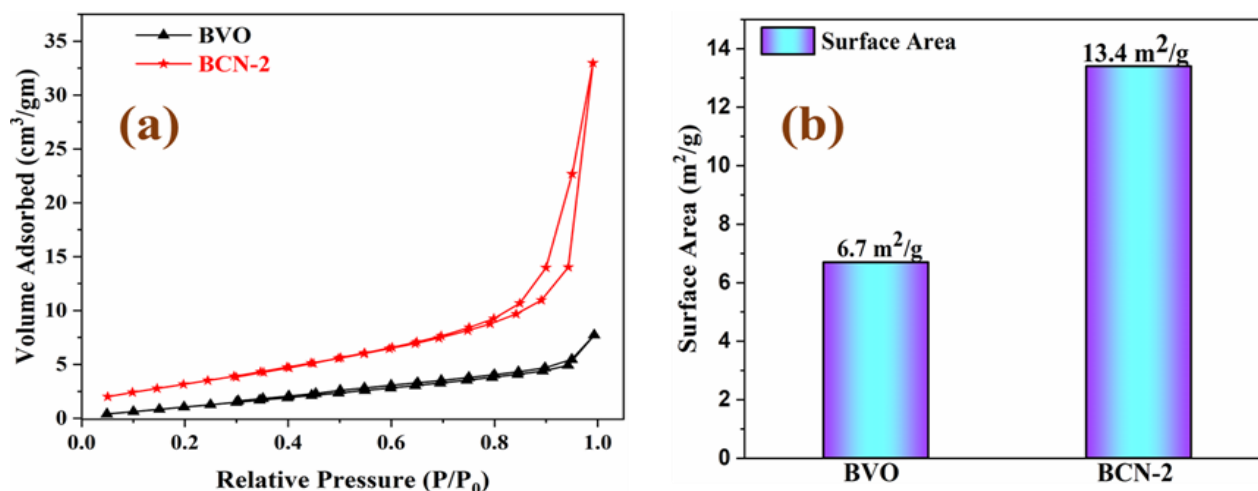 BVO
BCN-2
(a)
35
30
25
20
15
10
5
0
Volume Adsorbed (cm³/gm)
0.0 0.2 0.4 0.6 0.8 1.0
Relative Pressure (P/P₀)
Surface Area
(b)
14
12
10
8
6
4
2
0
Surface Area (m²/g)
6.7 m²/g
13.4 m²/g
BVO BCN-2